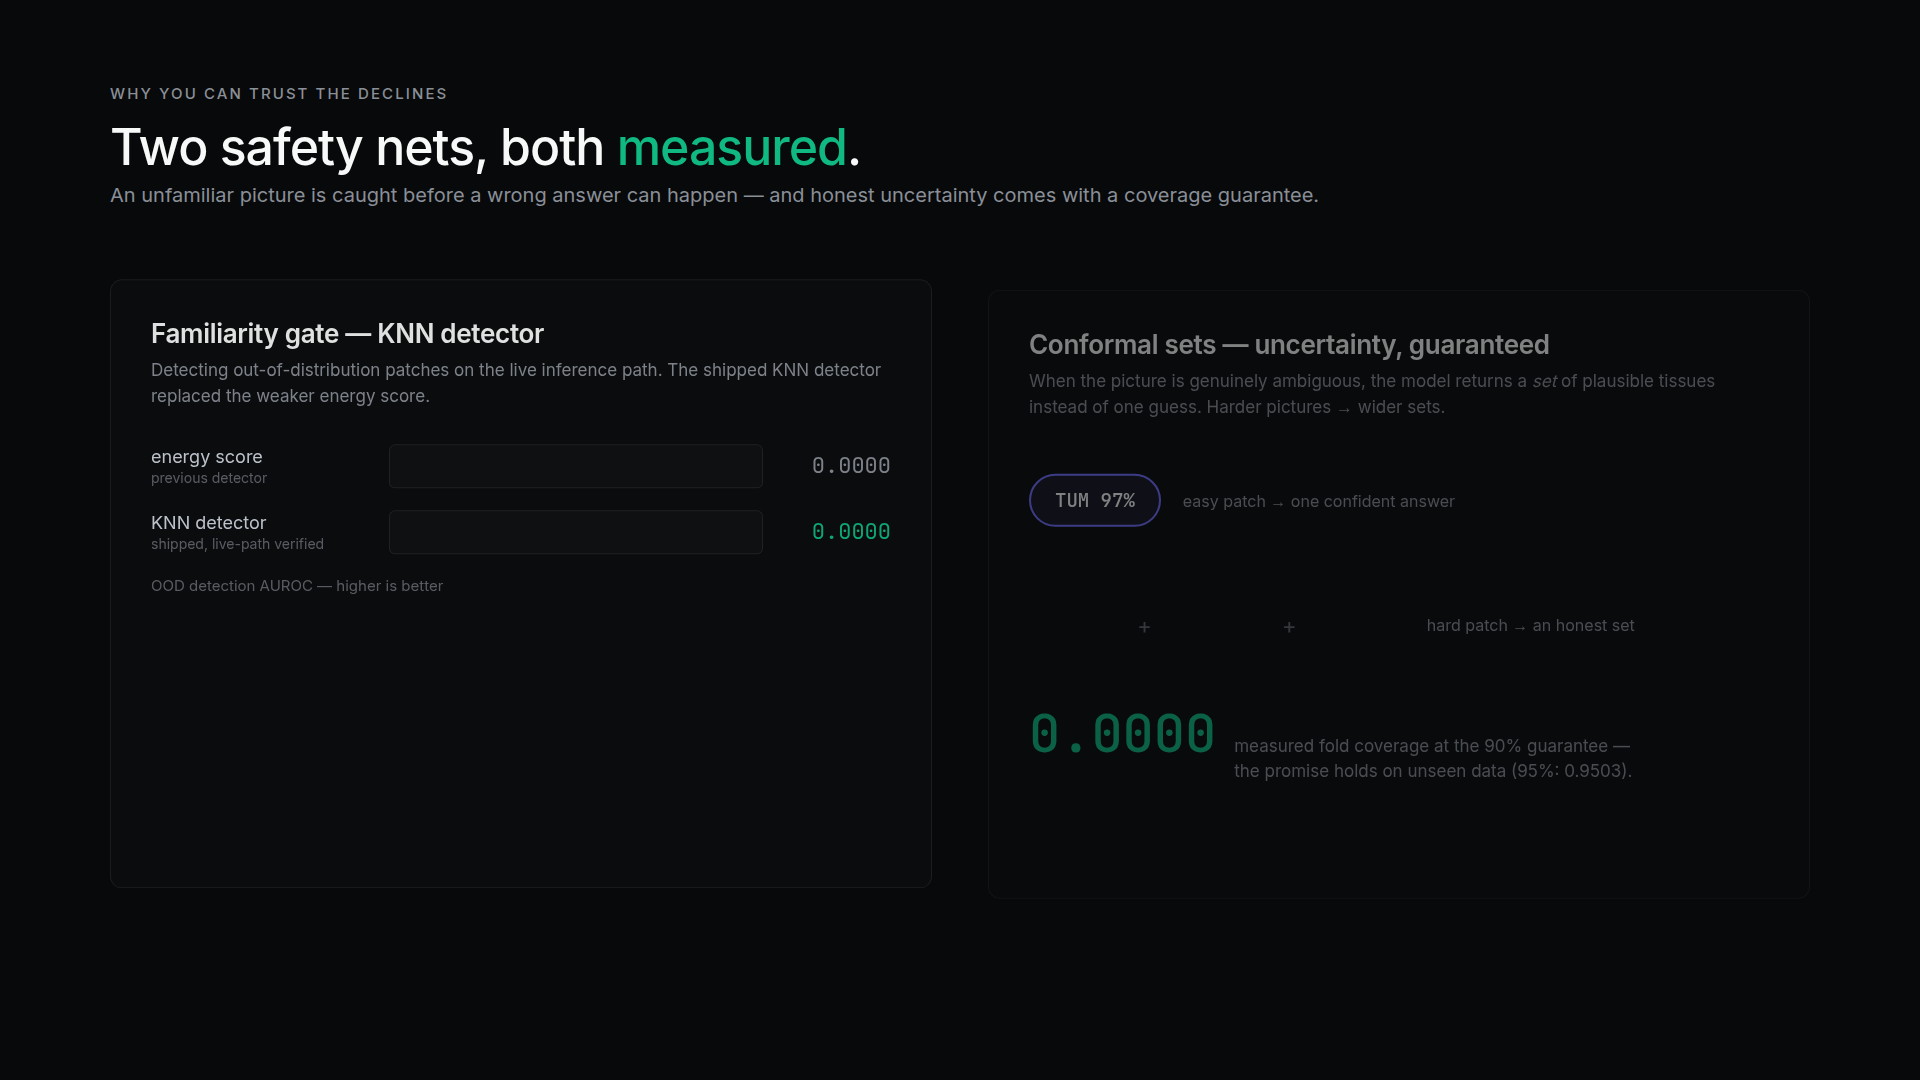 WHY YOU CAN TRUST THE DECLINES
Two safety nets, both measured.
An unfamiliar picture is caught before a wrong answer can happen — and honest uncertainty comes with a coverage guarantee.
Familiarity gate — KNN detector
Detecting out-of-distribution patches on the live inference path. The shipped KNN detector
replaced the weaker energy score.
energy score
previous detector
0.0000
KNN detector
shipped, live-path verified
0.0000
OOD detection AUROC — higher is better
Conformal sets — uncertainty, guaranteed
When the picture is genuinely ambiguous, the model returns a set of plausible tissues
instead of one guess. Harder pictures → wider sets.
TUM 97%
easy patch → one confident answer
+ +
hard patch → an honest set
0.0000
measured fold coverage at the 90% guarantee —
the promise holds on unseen data (95%: 0.9503).